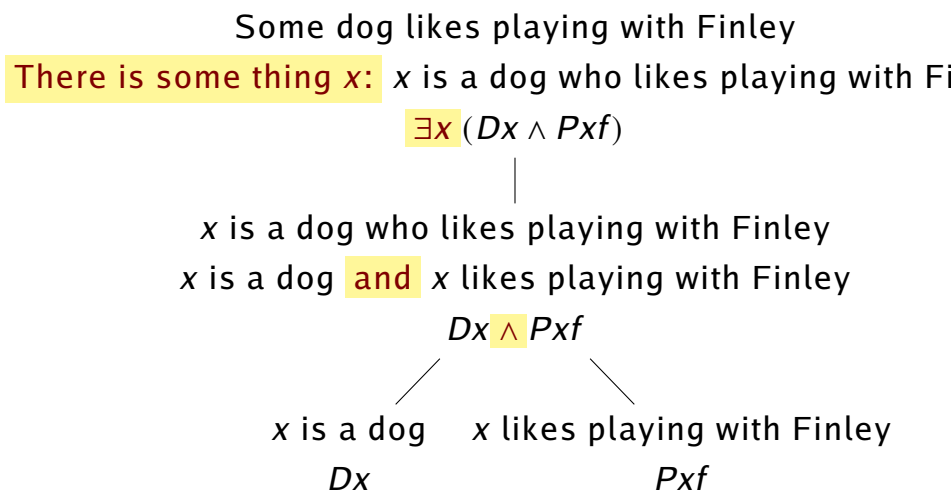 Some dog likes playing with Finley
There is some thing x: x is a dog who likes playing with Fi
∃x (Dx ∧ Pxf)
x is a dog who likes playing with Finley
x is a dog and x likes playing with Finley
Dx ∧ Pxf
x is a dog x likes playing with Finley
Dx Pxf